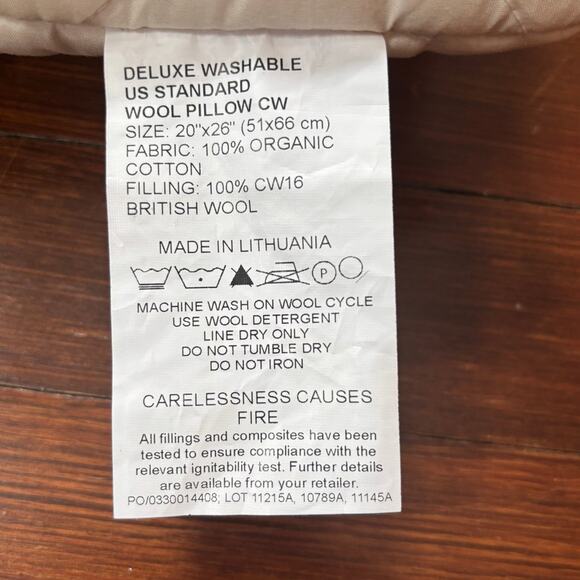 DELUXE WASHABLE
US STANDARD
WOOL PILLOW CW
SIZE: 20"x26" (51x66 cm)
FABRIC: 100% ORGANIC
COTTON
FILLING: 100% CW16
BRITISH WOOL
MADE IN LITHUANIA
P
MACHINE WASH ON WOOL CYCLE
USE WOOL DETERGENT
LINE DRY ONLY
DO NOT TUMBLE DRY
DO NOT IRON
CARELESSNESS CAUSES
FIRE
All fillings and composites have been
tested to ensure compliance with the
relevant ignitability test. Further details
are available from your retailer.
PO/0330014408; LOT 11215A, 10789A, 11145A